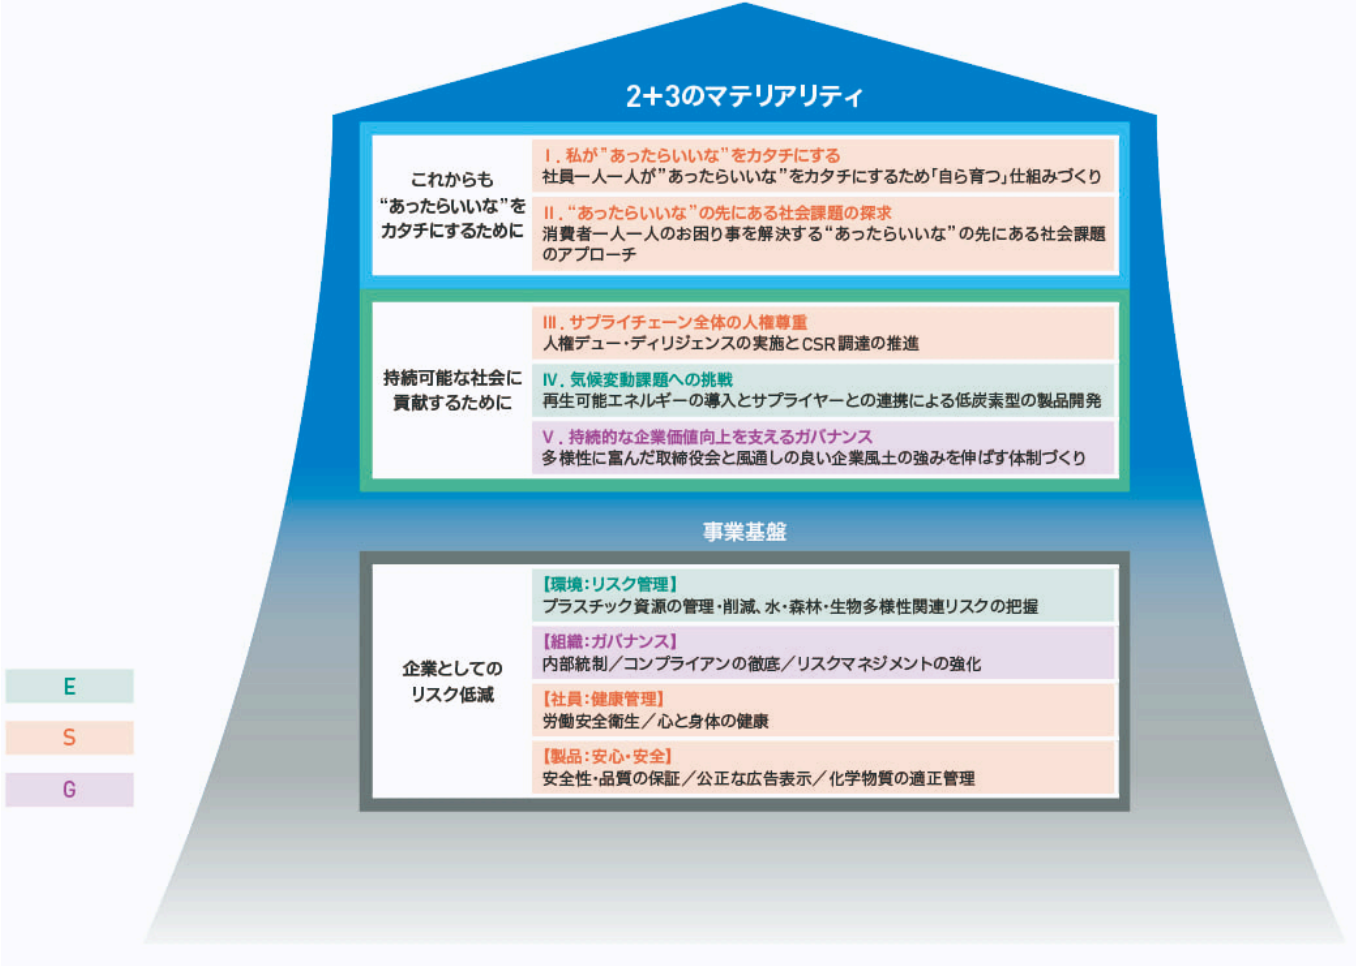 2+3のマテリアリティ
これからも
“あったらいいな”を
カタチにするために
Ⅰ. 私が”あったらいいな”をカタチにする
社員一人一人が”あったらいいな”をカタチにするため「自ら育つ」仕組みづくり
Ⅱ. “あったらいいな”の先にある社会課題の探求
消費者一人一人のお困り事を解決する“あったらいいな”の先にある社会課題
のアプローチ
持続可能な社会に
貢献するために
Ⅲ. サプライチェーン全体の人権尊重
人権デュー・ディリジェンスの実施とCSR調達の推進
Ⅳ. 気候変動課題への挑戦
再生可能エネルギーの導入とサプライヤーとの連携による低炭素型の製品開発
Ⅴ. 持続的な企業価値向上を支えるガバナンス
多様性に富んだ取締役会と風通しの良い企業風土の強みを伸ばす体制づくり
事業基盤
企業としての
リスク低減
【環境：リスク管理】
プラスチック資源の管理・削減、水・森林・生物多様性関連リスクの把握
【組織：ガバナンス】
内部統制／コンプライアンの徹底／リスクマネジメントの強化
【社員：健康管理】
労働安全衛生／心と身体の健康
【製品：安心・安全】
安全性・品質の保証／公正な広告表示／化学物質の適正管理
E
S
G